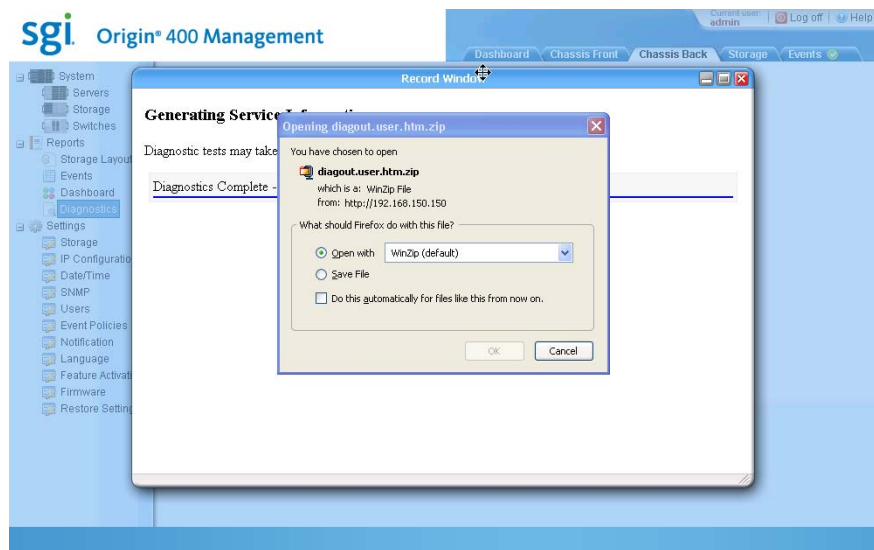 sgi Origin® 400 Management
Current user: admin
Log off
Help
Dashboard
Chassis Front
Chassis Back
Storage
Events
System
Servers
Storage
Switches
Reports
Storage Layout
Events
Dashboard
Diagnostics
Settings
Storage
IP Configuratio
Date/Time
SNMP
Users
Event Policies
Notification
Language
Feature Activati
Firmware
Restore Setting
Record Window
Generating Service
Diagnostic tests may take
Diagnostics Complete -
Opening diagout.user.htm.zip
You have chosen to open
diagout.user.htm.zip
which is a: WinZip File
from: http://192.168.150.150
What should Firefox do with this file?
Open with WinZip (default)
Save File
Do this automatically for files like this from now on.
OK
Cancel